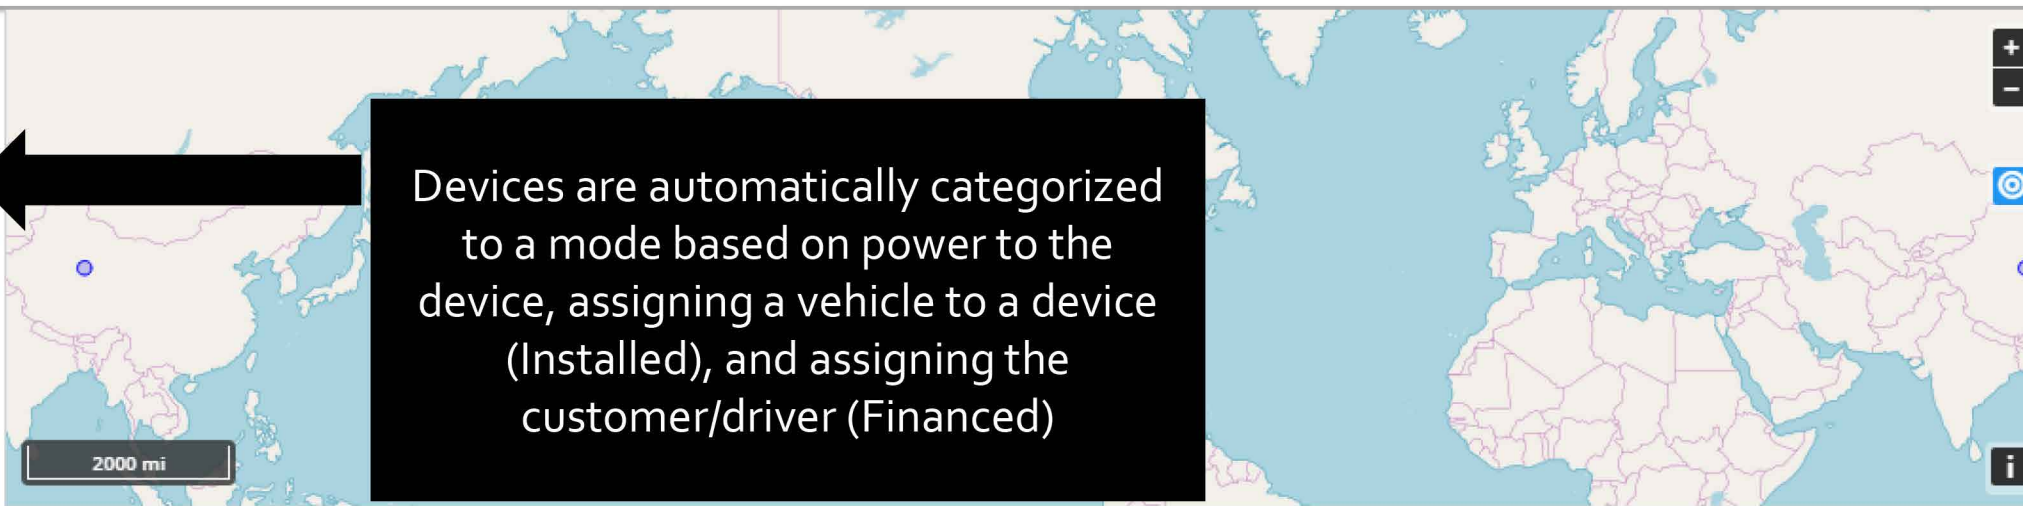 +
−
Devices are automatically categorized
to a mode based on power to the
device, assigning a vehicle to a device
(Installed), and assigning the
customer/driver (Financed)
2000 mi
i